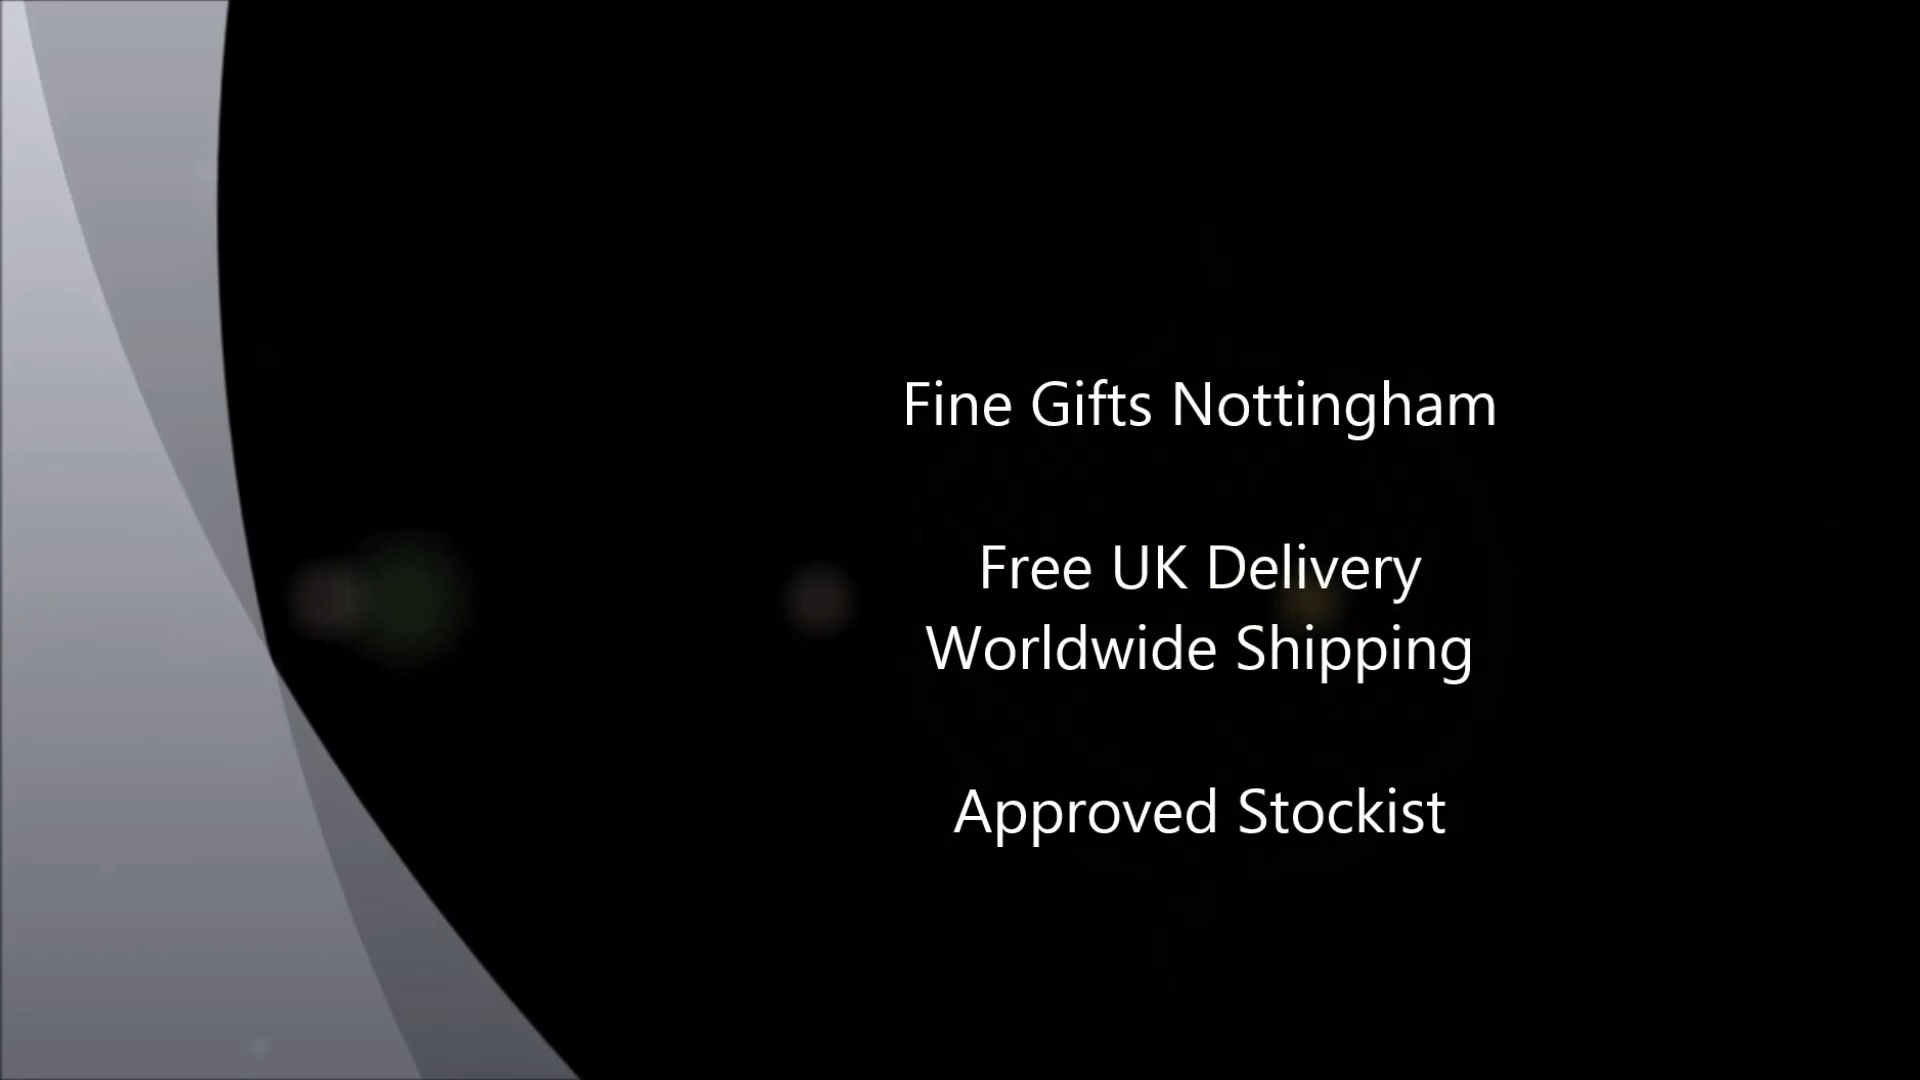 Fine Gifts Nottingham
Free UK Delivery
Worldwide Shipping
Approved Stockist